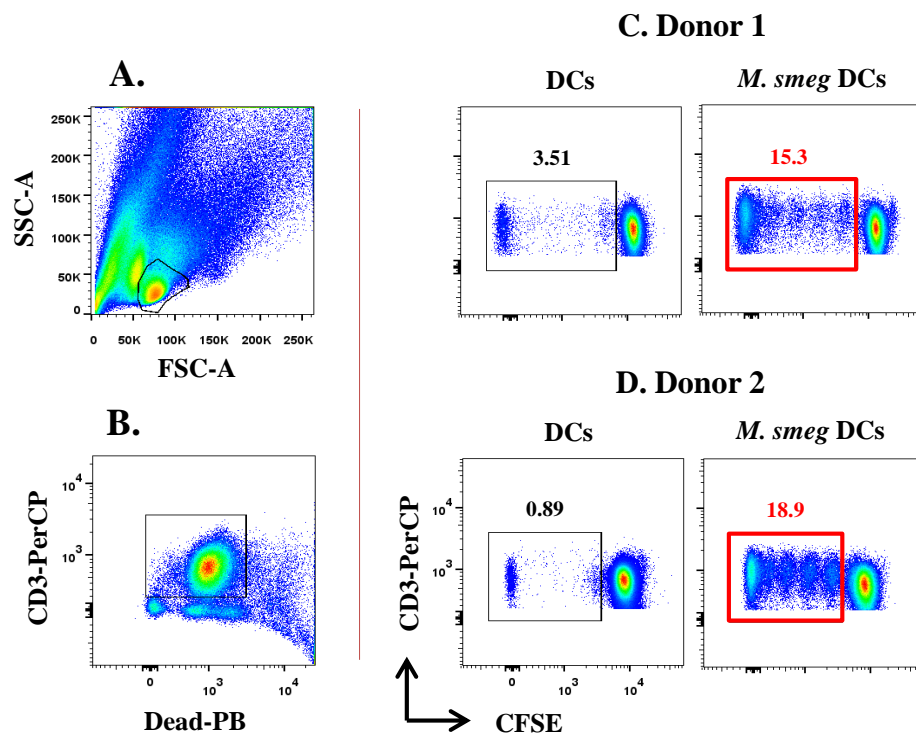 A.
250K
200K
150K
100K
50K
0
SSC-A
0 50K 100K 150K 200K 250K
FSC-A
B.
10⁴
10³
CD3-PerCP
0 10³ 10⁴
Dead-PB
C. Donor 1
DCs M. smeg DCs
3.51 15.3
D. Donor 2
DCs M. smeg DCs
0.89 18.9
10⁴
10³
CD3-PerCP
0 10³ 10⁴
CFSE